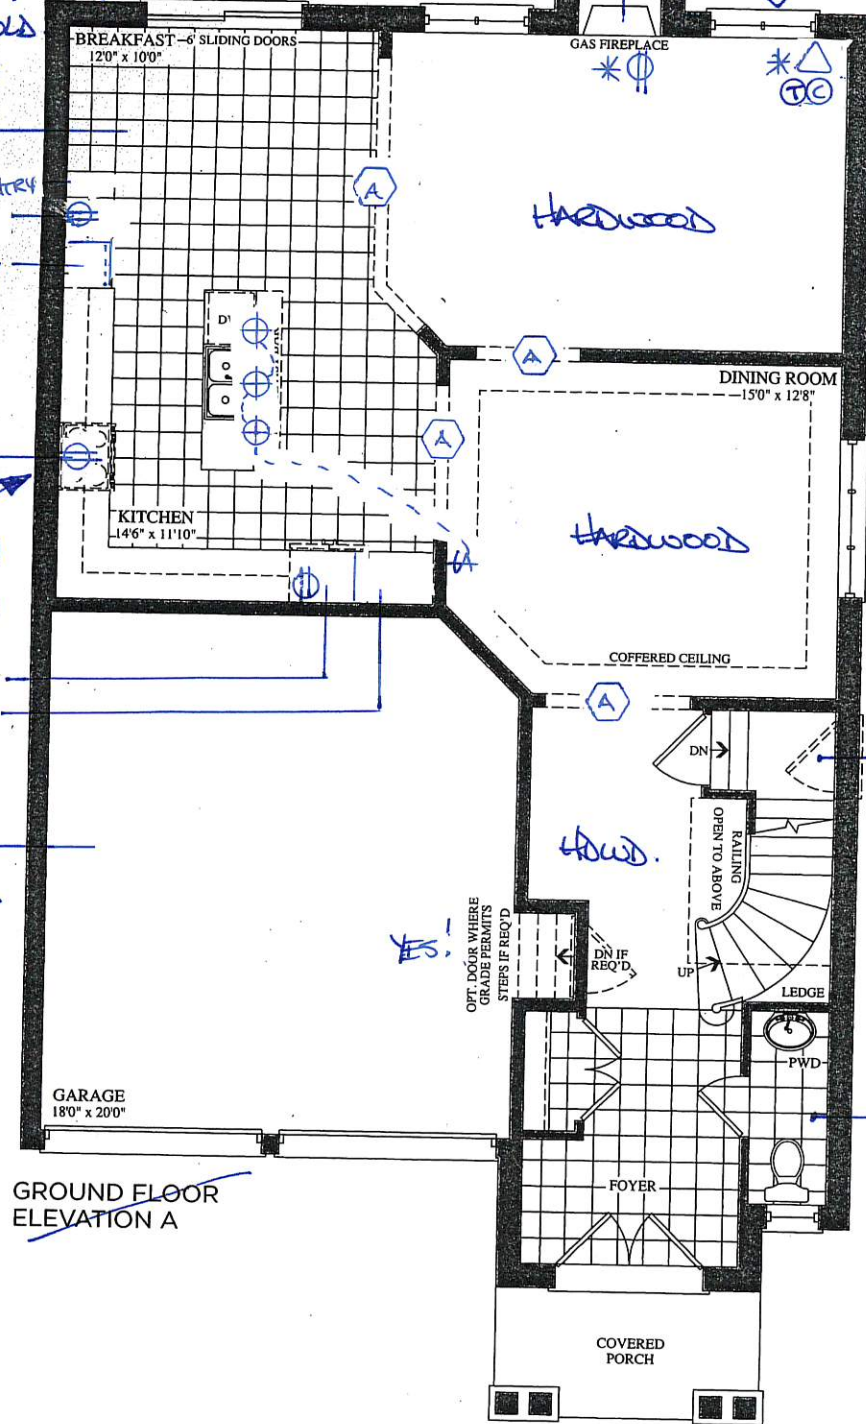 OLD
BREAKFAST
12'0" x 10'0"
6' SLIDING DOORS
GAS FIREPLACE
T C
A
HARDWOOD
A
DINING ROOM
15'0" x 12'8"
A
KITCHEN
14'6" x 11'10"
HARDWOOD
COFFERED CEILING
A
DN
RAILING
OPEN TO ABOVE
HDWD.
YES!
OPT. DOOR WHERE
GRADE PERMITS
STEPS IF REQ'D
DN IF
REQ'D
UP
LEDGE
PWD
GARAGE
18'0" x 20'0"
FOYER
GROUND FLOOR
ELEVATION A
COVERED
PORCH